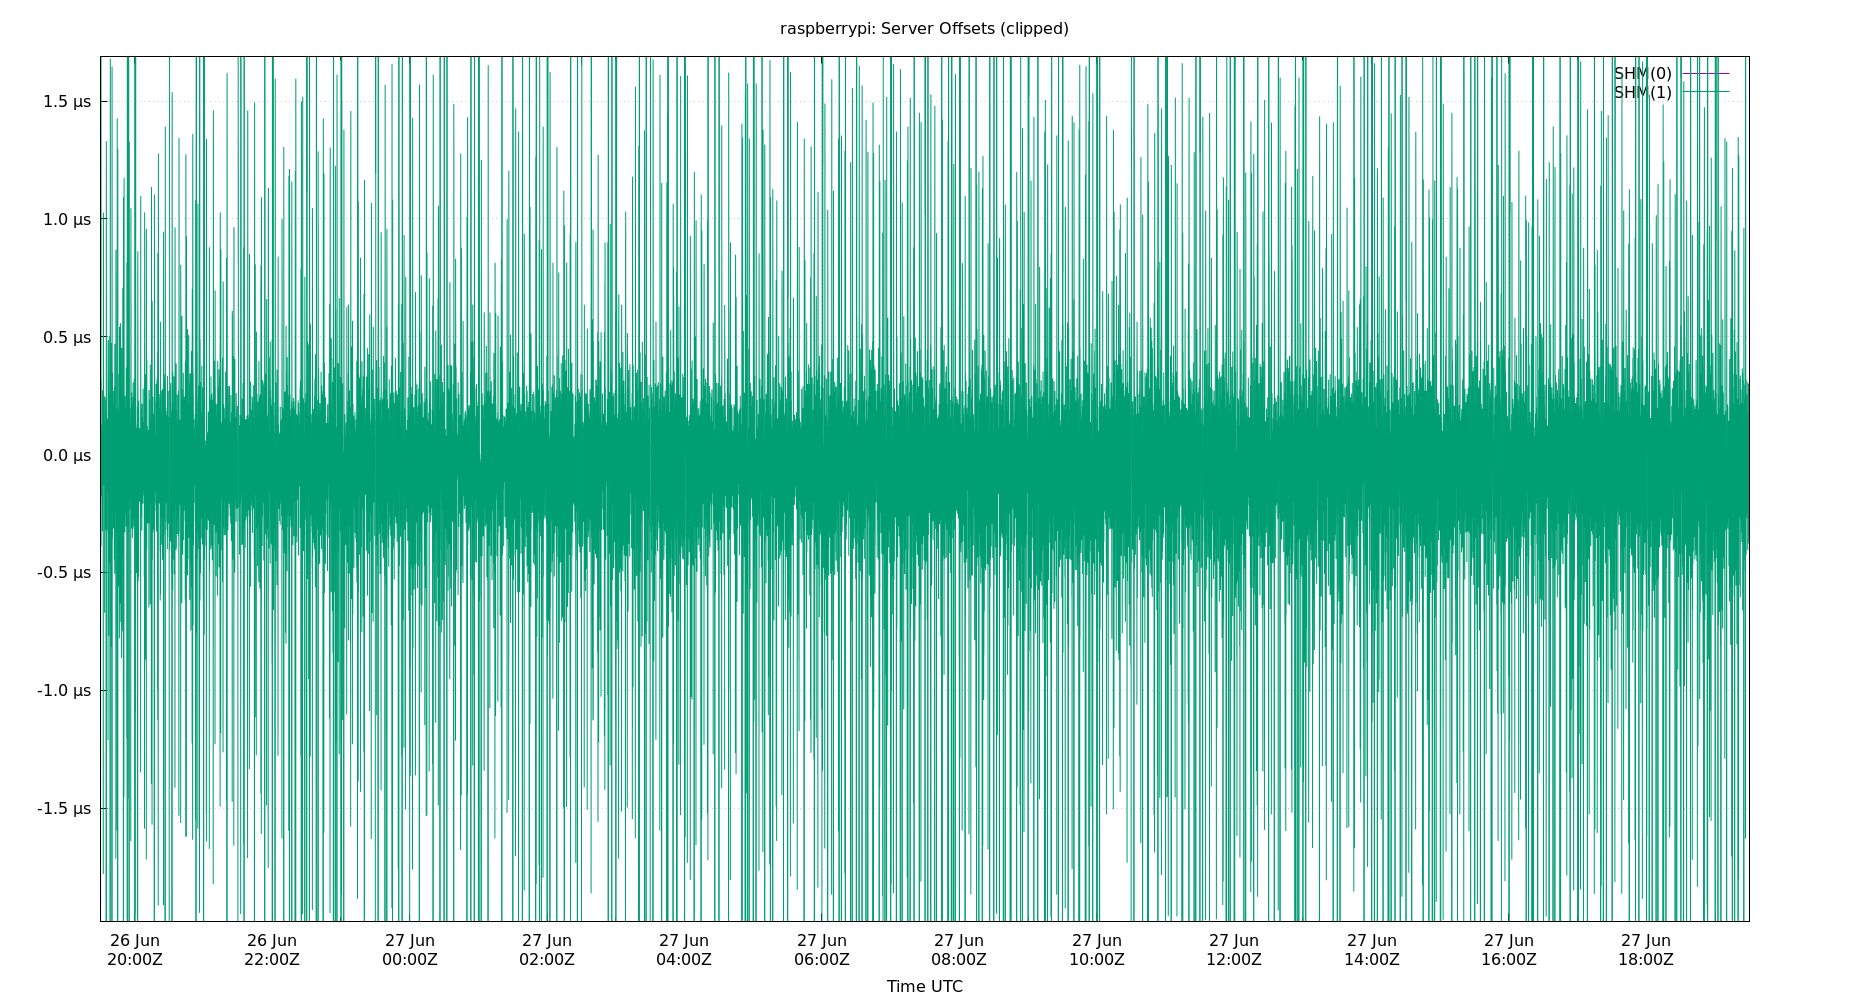 raspberrypi: Server Offsets (clipped)
SHM(0)
SHM(1)
1.5 µs
1.0 µs
0.5 µs
0.0 µs
-0.5 µs
-1.0 µs
-1.5 µs
26 Jun 26 Jun 27 Jun 27 Jun 27 Jun 27 Jun 27 Jun 27 Jun 27 Jun 27 Jun 27 Jun 27 Jun
20:00Z 22:00Z 00:00Z 02:00Z 04:00Z 06:00Z 08:00Z 10:00Z 12:00Z 14:00Z 16:00Z 18:00Z
Time UTC